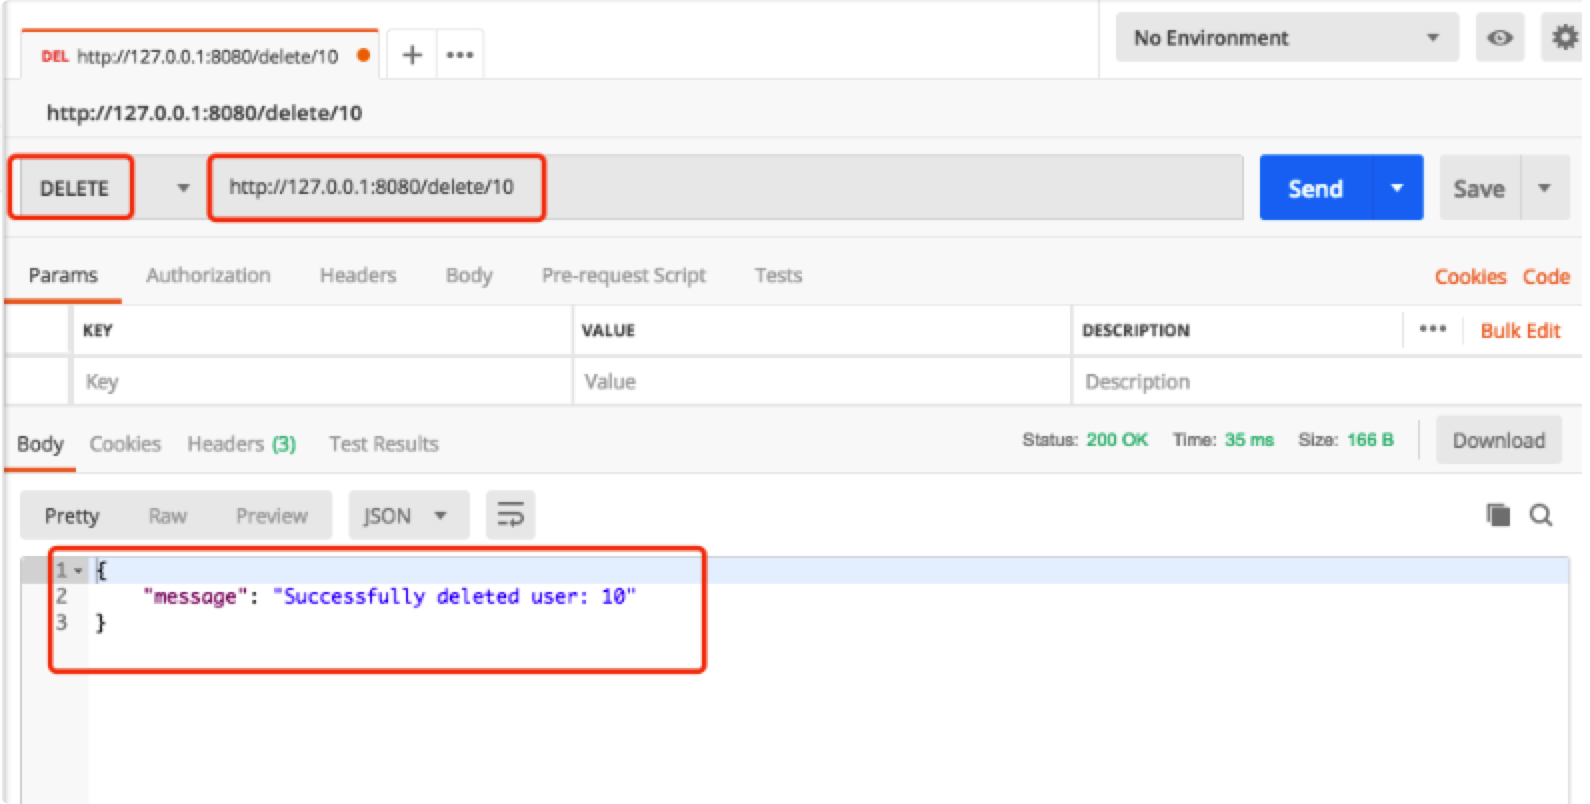 DEL http://127.0.0.1:8080/delete/10
No Environment
http://127.0.0.1:8080/delete/10
DELETE http://127.0.0.1:8080/delete/10 Send Save
Params Authorization Headers Body Pre-request Script Tests Cookies Code
KEY VALUE DESCRIPTION Bulk Edit
Key Value Description
Body Cookies Headers (3) Test Results Status: 200 OK Time: 35 ms Size: 166 B Download
Pretty Raw Preview JSON
1 {
2 "message": "Successfully deleted user: 10"
3 }